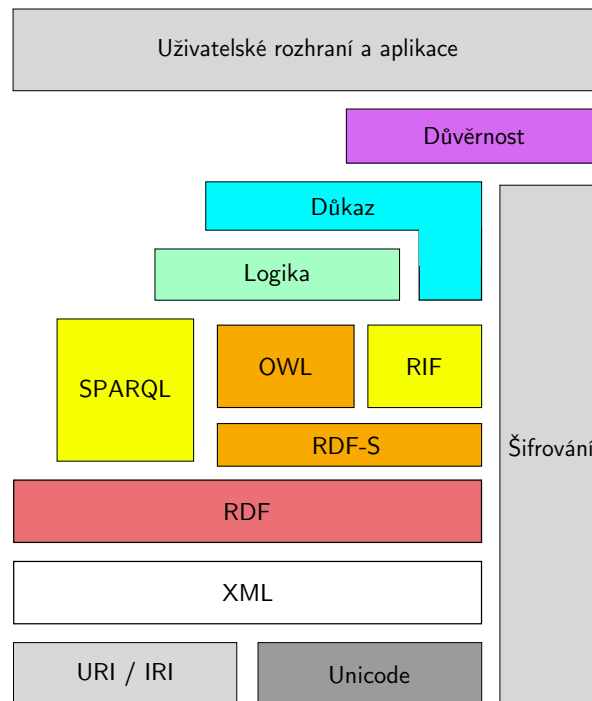 Uživatelské rozhraní a aplikace
Důvěrnost
Důkaz
Logika
SPARQL
OWL
RIF
RDF-S
Šifrování
RDF
XML
URI / IRI
Unicode